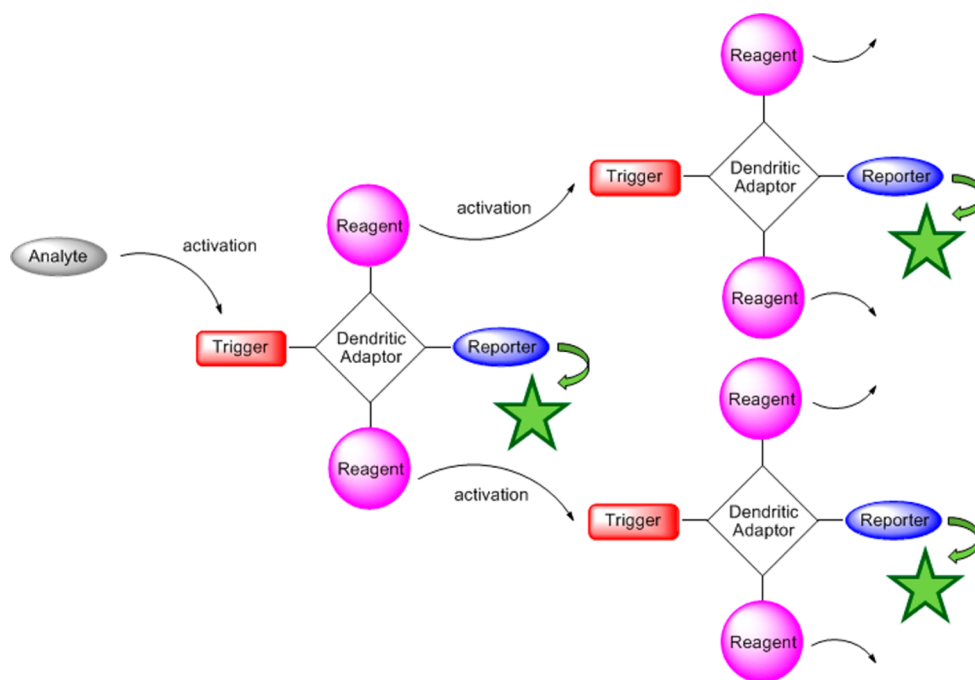 Reagent
Trigger
Dendritic
Adaptor
Reporter
Reagent
activation
Reagent
activation
Analyte
Trigger
Dendritic
Adaptor
Reporter
Reagent
activation
Reagent
Trigger
Dendritic
Adaptor
Reporter
Reagent